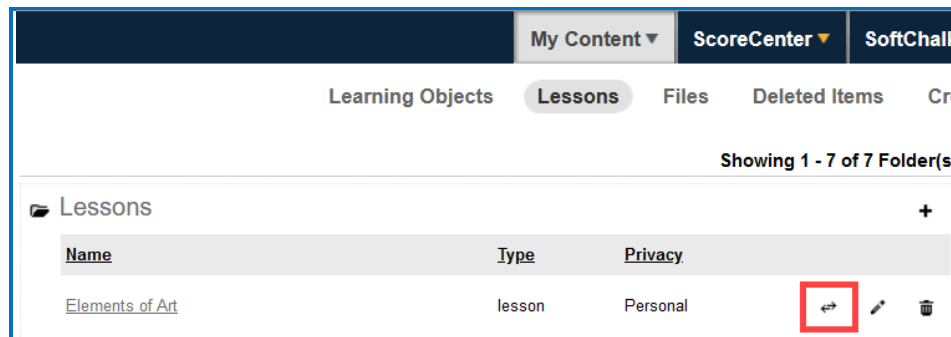 My Content ScoreCenter
Learning Objects Lessons Files Deleted Items
Showing 1 - 7 of 7
Lessons
Name Type Privacy
Elements of Art lesson Personal